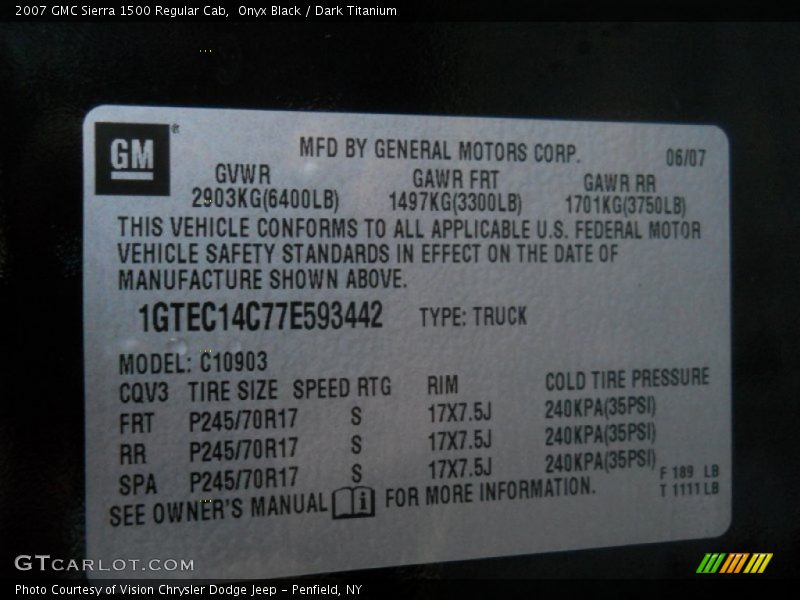 2007 GMC Sierra 1500 Regular Cab,  Onyx Black / Dark Titanium
GM®
MFD BY GENERAL MOTORS CORP.
06/07
GVWR GAWR FRT GAWR RR
2903KG(6400LB) 1497KG(3300LB) 1701KG(3750LB)
THIS VEHICLE CONFORMS TO ALL APPLICABLE U.S. FEDERAL MOTOR
VEHICLE SAFETY STANDARDS IN EFFECT ON THE DATE OF
MANUFACTURE SHOWN ABOVE.
1GTEC14C77E593442 TYPE: TRUCK
MODEL: C10903
CQV3 TIRE SIZE SPEED RTG RIM COLD TIRE PRESSURE
FRT P245/70R17 S 17X7.5J 240KPA(35PSI)
RR P245/70R17 S 17X7.5J 240KPA(35PSI)
SPA P245/70R17 S 17X7.5J 240KPA(35PSI)
F 189 LB
SEE OWNER'S MANUAL i FOR MORE INFORMATION.
T 1111 LB
GTCARLOT.COM
Photo Courtesy of Vision Chrysler Dodge Jeep – Penfield, NY